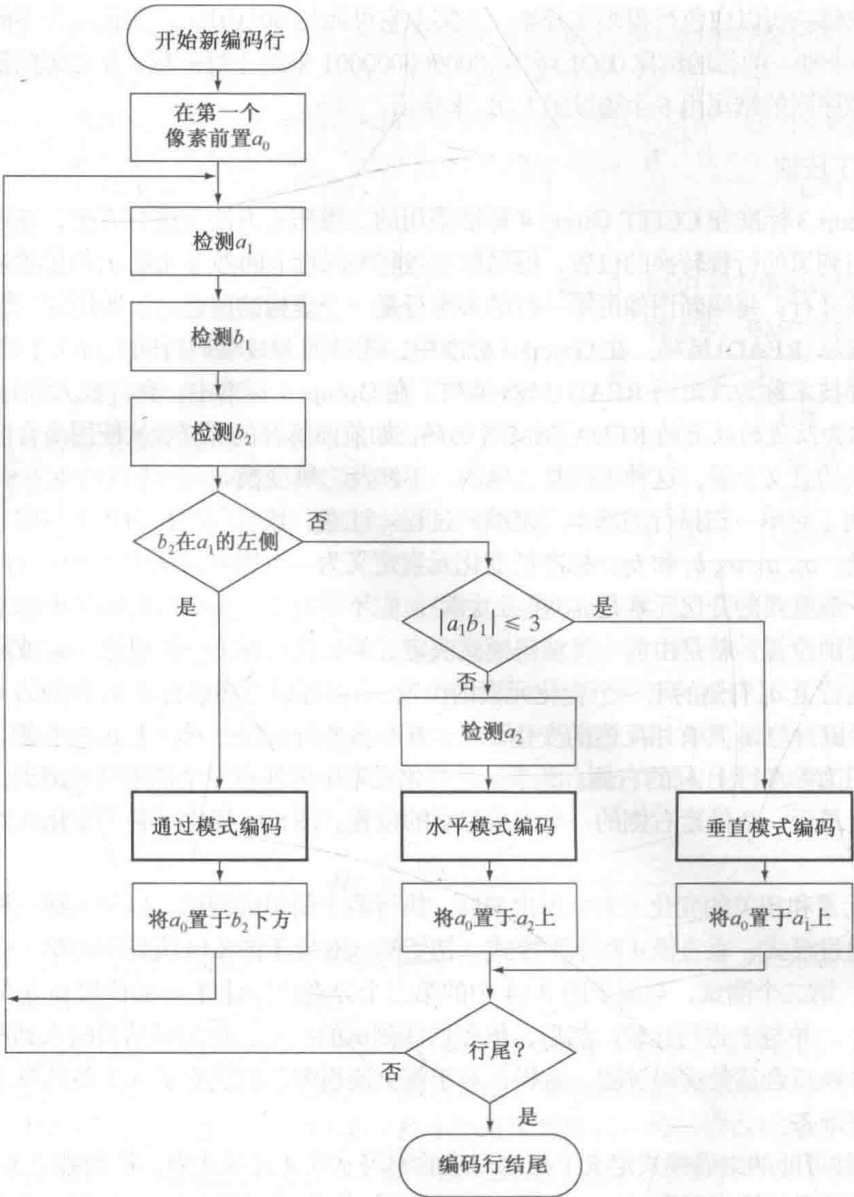 开始新编码行
在第一个
像素前置a₀
检测a₁
检测b₁
检测b₂
b₂在a₁的左侧
否
是
|a₁b₁| ≤ 3
是
否
检测a₂
通过模式编码
水平模式编码
垂直模式编码
将a₀置于b₂下方
将a₀置于a₂上
将a₀置于a₁上
行尾?
否
是
编码行结尾